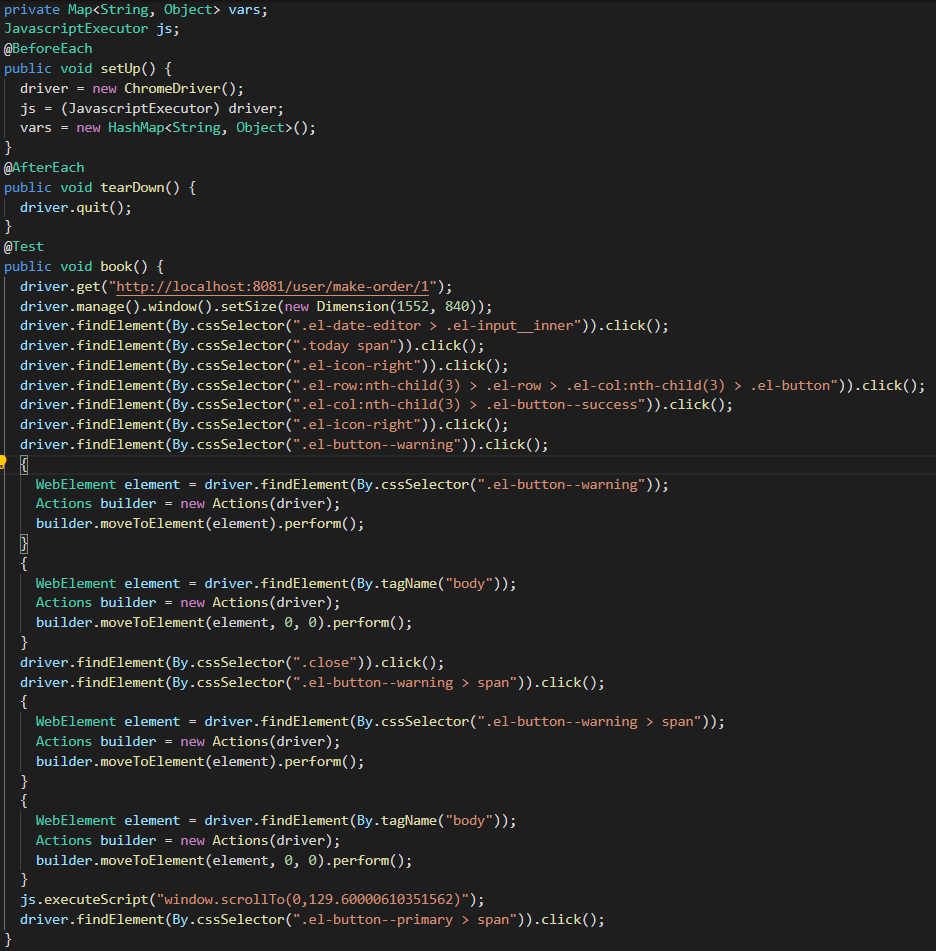 private Map<String, Object> vars;
JavascriptExecutor js;
@BeforeEach
public void setUp() {
  driver = new ChromeDriver();
  js = (JavascriptExecutor) driver;
  vars = new HashMap<String, Object>();
}
@AfterEach
public void tearDown() {
  driver.quit();
}
@Test
public void book() {
  driver.get("http://localhost:8081/user/make-order/1");
  driver.manage().window().setSize(new Dimension(1552, 840));
  driver.findElement(By.cssSelector(".el-date-editor > .el-input__inner")).click();
  driver.findElement(By.cssSelector(".today span")).click();
  driver.findElement(By.cssSelector(".el-icon-right")).click();
  driver.findElement(By.cssSelector(".el-row:nth-child(3) > .el-row > .el-col:nth-child(3) > .el-button")).click();
  driver.findElement(By.cssSelector(".el-col:nth-child(3) > .el-button--success")).click();
  driver.findElement(By.cssSelector(".el-icon-right")).click();
  driver.findElement(By.cssSelector(".el-button--warning")).click();
  {
    WebElement element = driver.findElement(By.cssSelector(".el-button--warning"));
    Actions builder = new Actions(driver);
    builder.moveToElement(element).perform();
  }
  {
    WebElement element = driver.findElement(By.tagName("body"));
    Actions builder = new Actions(driver);
    builder.moveToElement(element, 0, 0).perform();
  }
  driver.findElement(By.cssSelector(".close")).click();
  driver.findElement(By.cssSelector(".el-button--warning > span")).click();
  {
    WebElement element = driver.findElement(By.cssSelector(".el-button--warning > span"));
    Actions builder = new Actions(driver);
    builder.moveToElement(element).perform();
  }
  {
    WebElement element = driver.findElement(By.tagName("body"));
    Actions builder = new Actions(driver);
    builder.moveToElement(element, 0, 0).perform();
  }
  js.executeScript("window.scrollTo(0,129.60000610351562)");
  driver.findElement(By.cssSelector(".el-button--primary > span")).click();
}